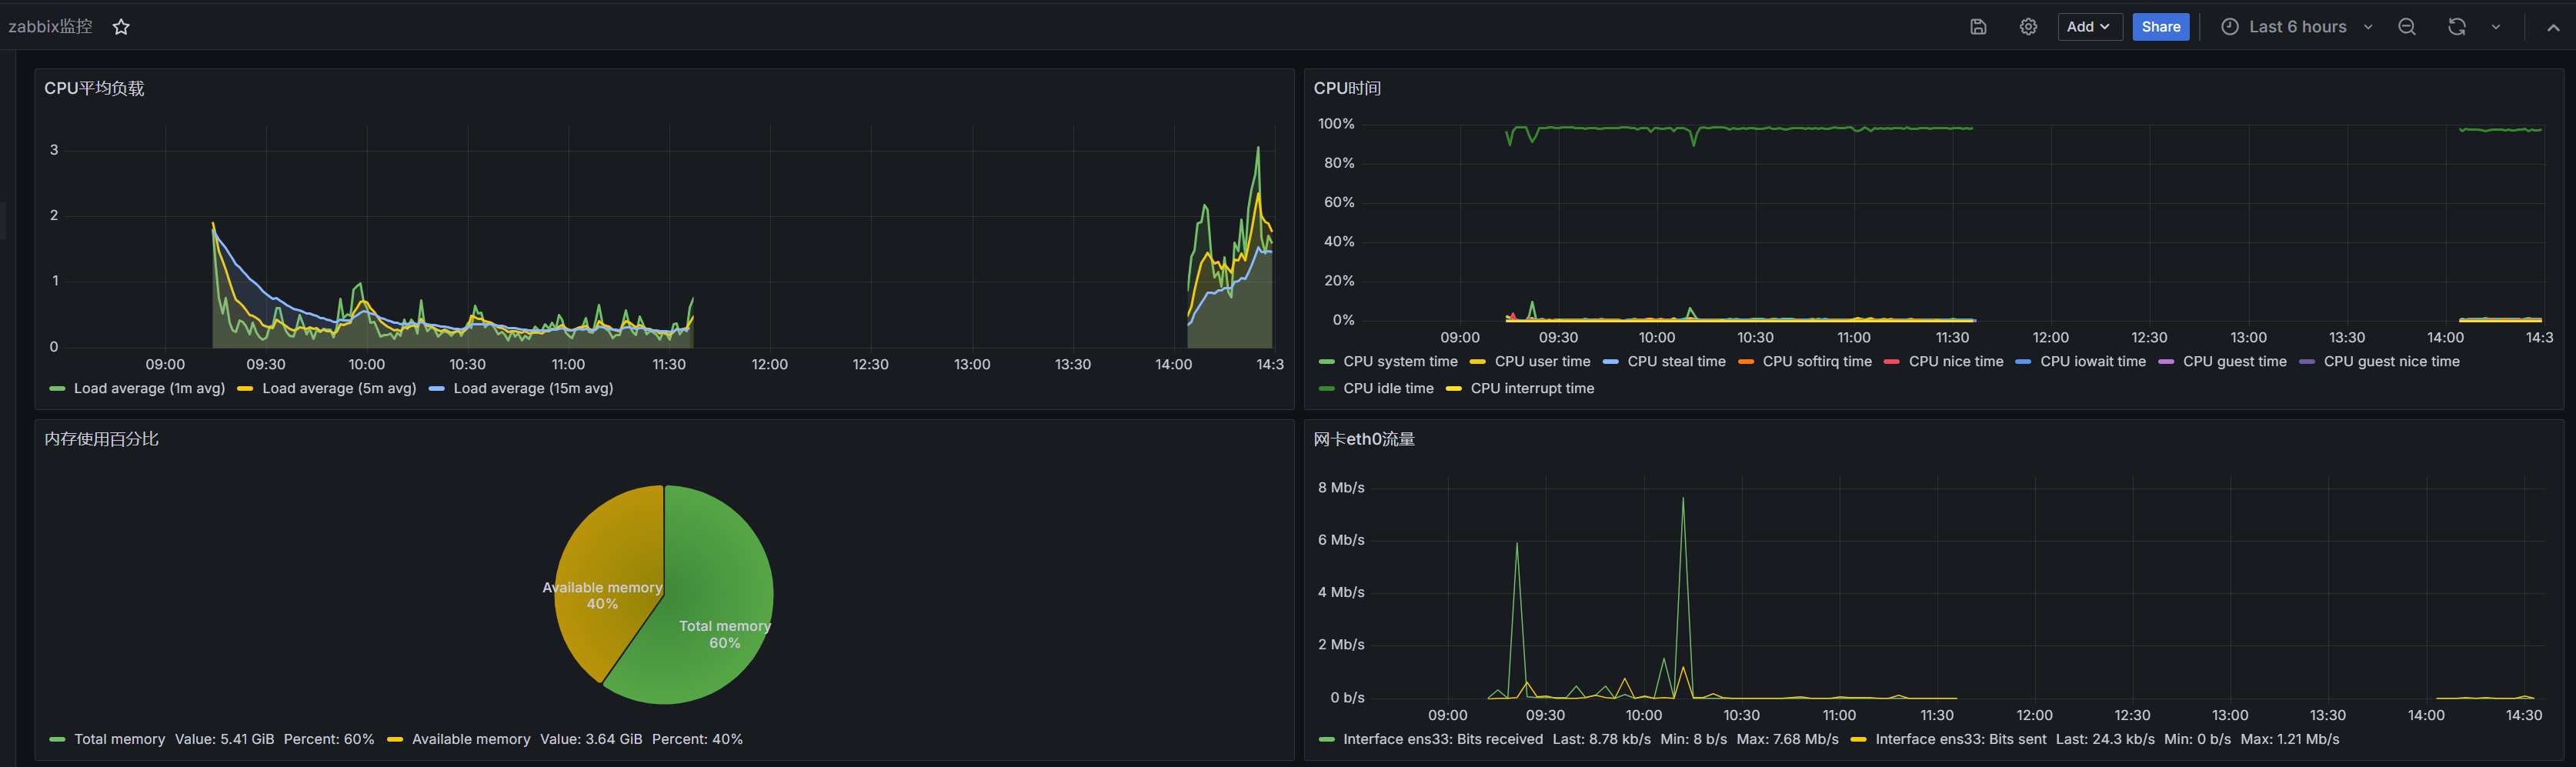 zabbix监控
Add
Share
Last 6 hours
CPU平均负载
3
2
1
0
09:00 09:30 10:00 10:30 11:00 11:30 12:00 12:30 13:00 13:30 14:00 14:3
Load average (1m avg) Load average (5m avg) Load average (15m avg)
CPU时间
100%
80%
60%
40%
20%
0%
09:00 09:30 10:00 10:30 11:00 11:30 12:00 12:30 13:00 13:30 14:00 14:3
CPU system time CPU user time CPU steal time CPU softirq time CPU nice time CPU iowait time CPU guest time CPU guest nice time
CPU idle time CPU interrupt time
内存使用百分比
Available memory
40%
Total memory
60%
Total memory Value: 5.41 GiB Percent: 60% Available memory Value: 3.64 GiB Percent: 40%
网卡eth0流量
8 Mb/s
6 Mb/s
4 Mb/s
2 Mb/s
0 b/s
09:00 09:30 10:00 10:30 11:00 11:30 12:00 12:30 13:00 13:30 14:00 14:30
Interface ens33: Bits received Last: 8.78 kb/s Min: 8 b/s Max: 7.68 Mb/s Interface ens33: Bits sent Last: 24.3 kb/s Min: 0 b/s Max: 1.21 Mb/s